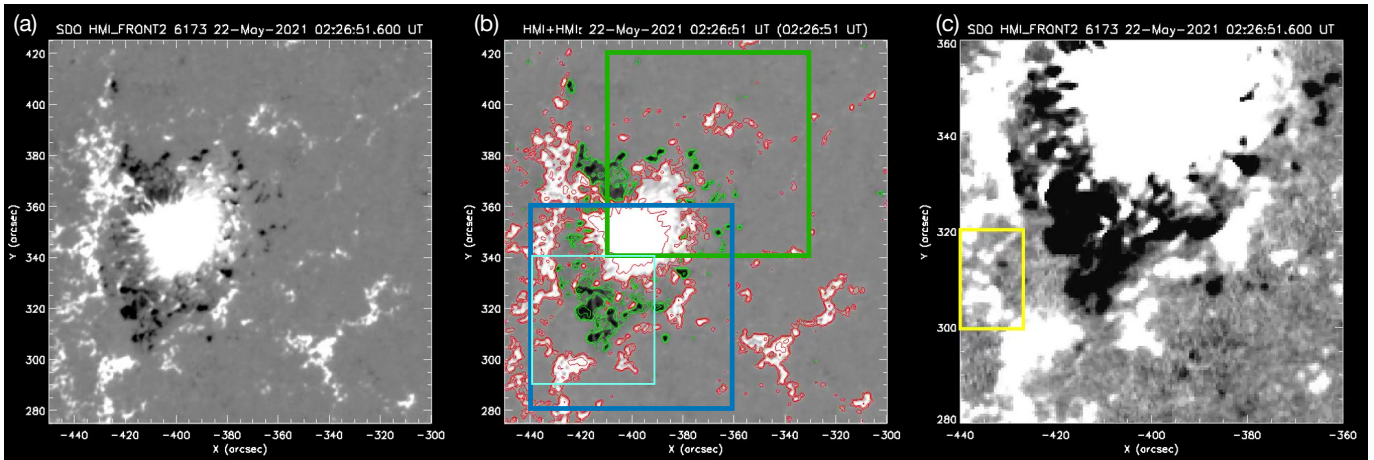 (a) SDO HMI_FRONT2 6173 22-May-2021 02:26:51.600 UT
420
400
380
360
340
320
300
280
Y (arcsec)
-440 -420 -400 -380 -360 -340 -320 -300
X (arcsec)
(b) HMI+HMIt 22-May-2021 02:26:51 UT (02:26:51 UT)
420
400
380
360
340
320
300
280
Y (arcsec)
-440 -420 -400 -380 -360 -340 -320 -300
X (arcsec)
(c) SDO HMI_FRONT2 6173 22-May-2021 02:26:51.600 UT
360
340
320
300
280
Y (arcsec)
-440 -420 -400 -380 -360
X (arcsec)